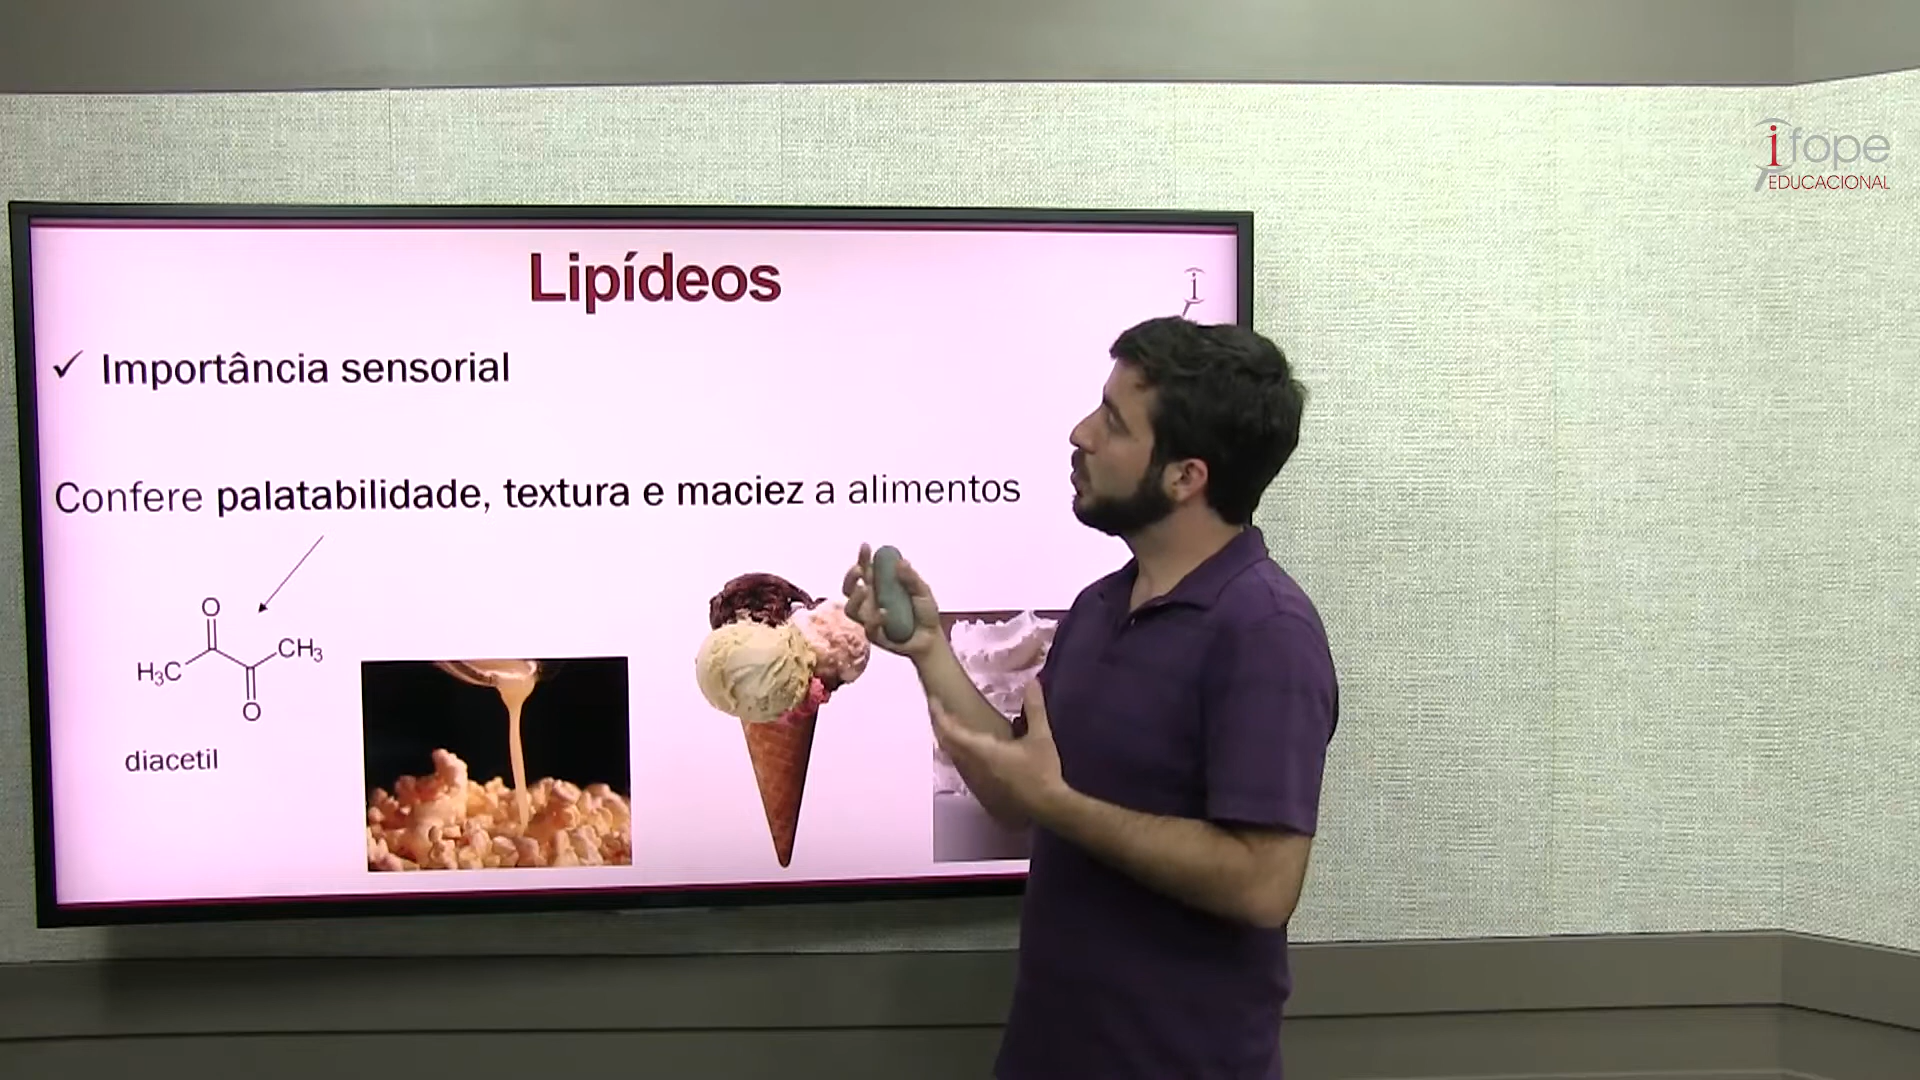 ifope
EDUCACIONAL
Lipídeos
i
✓ Importância sensorial
Confere palatabilidade, textura e maciez a alimentos
O
CH₃
H₃C
O
diacetil